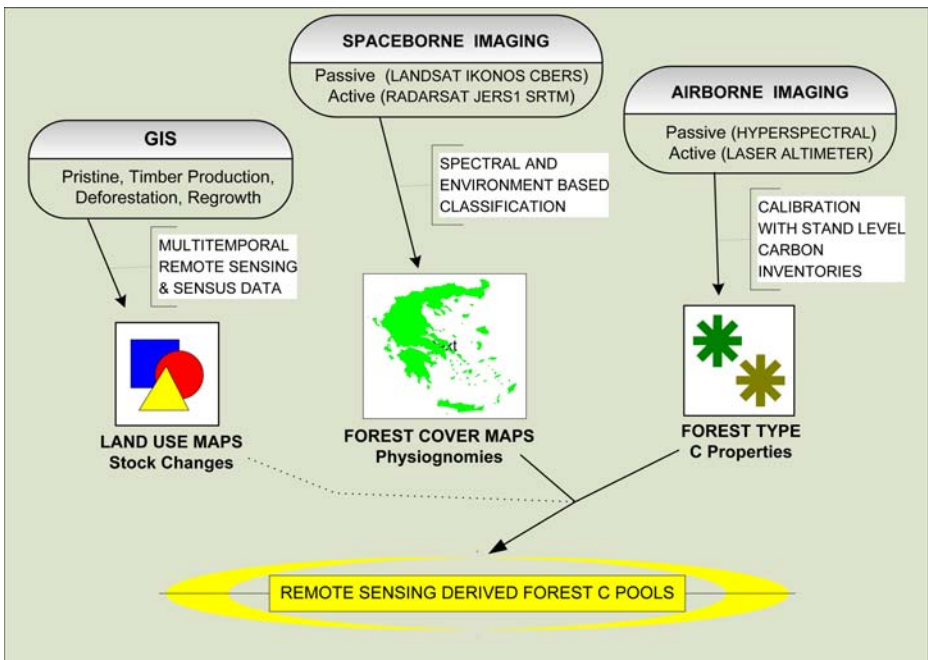 SPACEBORNE IMAGING
Passive (LANDSAT IKONOS CBERS)
Active (RADARSAT JERS1 SRTM)
AIRBORNE IMAGING
Passive (HYPERSPECTRAL)
Active (LASER ALTIMETER)
GIS
Pristine, Timber Production,
Deforestation, Regrowth
SPECTRAL AND
ENVIRONMENT BASED
CLASSIFICATION
CALIBRATION
WITH STAND LEVEL
CARBON
INVENTORIES
MULTITEMPORAL
REMOTE SENSING
& SENSUS DATA
LAND USE MAPS
Stock Changes
FOREST COVER MAPS
Physiognomies
FOREST TYPE
C Properties
REMOTE SENSING DERIVED FOREST C POOLS